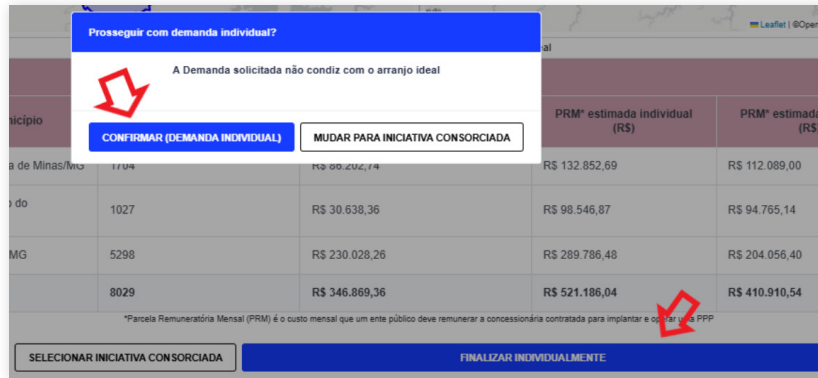 Prosseguir com demanda individual?
Leaflet | ©Open
A Demanda solicitada não condiz com o arranjo ideal
eal
CONFIRMAR (DEMANDA INDIVIDUAL) MUDAR PARA INICIATIVA CONSORCIADA
nicípio PRM* estimada individual (R$) PRM* estimada (R$
a de Minas/MG 1704 R$ 86.202,74 R$ 132.852,69 R$ 112.089,00
o do 1027 R$ 30.638,36 R$ 98.546,87 R$ 94.765,14
MG 5298 R$ 230.028,26 R$ 289.786,48 R$ 204.056,40
8029 R$ 346.869,36 R$ 521.186,04 R$ 410.910,54
*Parcela Remuneratória Mensal (PRM) é o custo mensal que um ente público deve remunerar a concessionária contratada para implantar e operar uma PPP
SELECIONAR INICIATIVA CONSORCIADA FINALIZAR INDIVIDUALMENTE